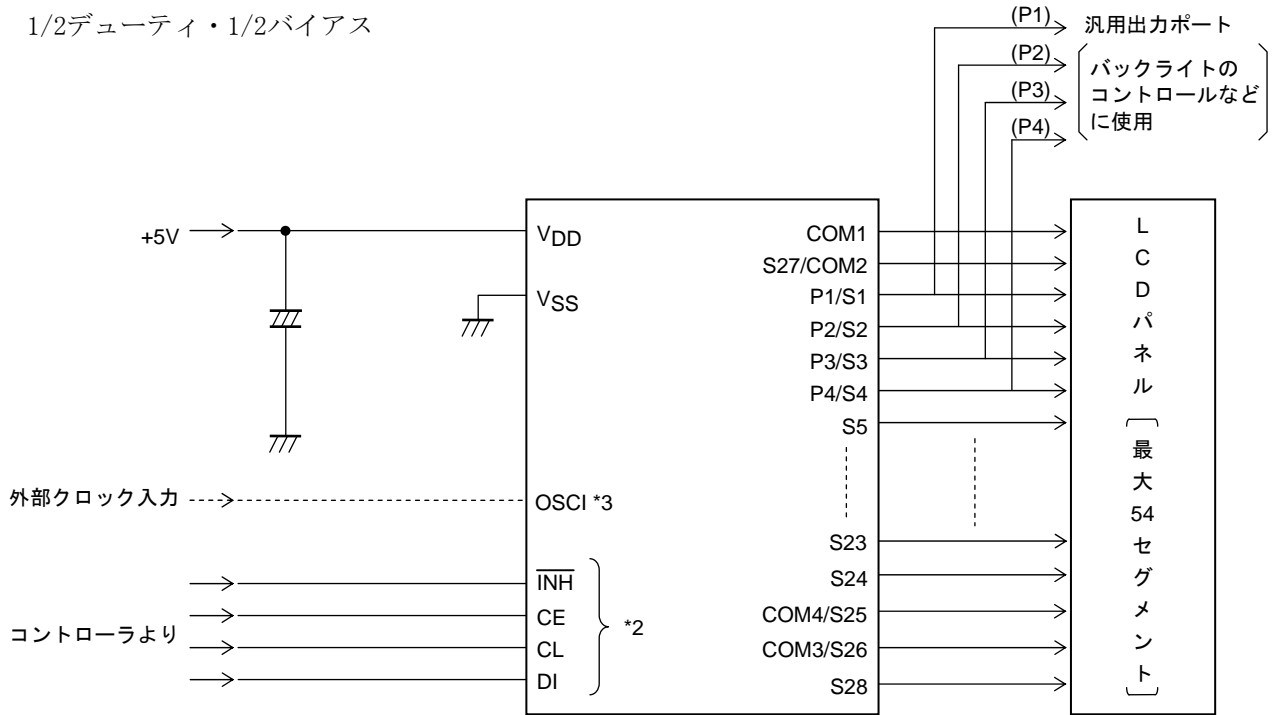 1/2デューティ・1/2バイアス
(P1)
(P2)
(P3)
(P4)
汎用出力ポート
バックライトの
コントロールなど
に使用
+5V
VDD
VSS
外部クロック入力
OSCI *3
コントローラより
INH
CE
CL
DI
*2
COM1
S27/COM2
P1/S1
P2/S2
P3/S3
P4/S4
S5
S23
S24
COM4/S25
COM3/S26
S28
LCDパネル[最大54セグメント]